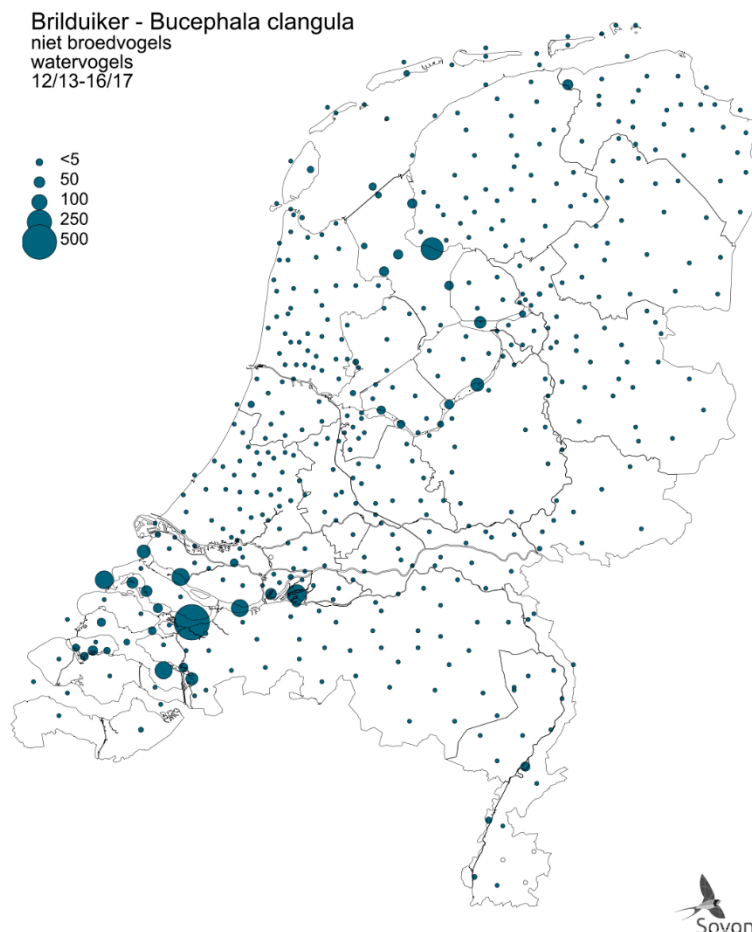 Brilduiker - Bucephala clangula
niet broedvogels
watervogels
12/13-16/17
<5
50
100
250
500
Sovon